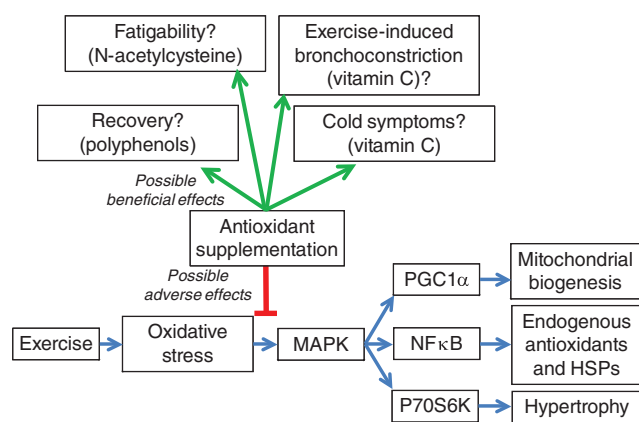 Fatigability?
(N-acetylcysteine)
Exercise-induced
bronchoconstriction
(vitamin C)?
Recovery?
(polyphenols)
Cold symptoms?
(vitamin C)
Possible
beneficial effects
Antioxidant
supplementation
Possible
adverse effects
Exercise
Oxidative
stress
MAPK
PGC1α
Mitochondrial
biogenesis
NFκB
Endogenous
antioxidants
and HSPs
P70S6K
Hypertrophy